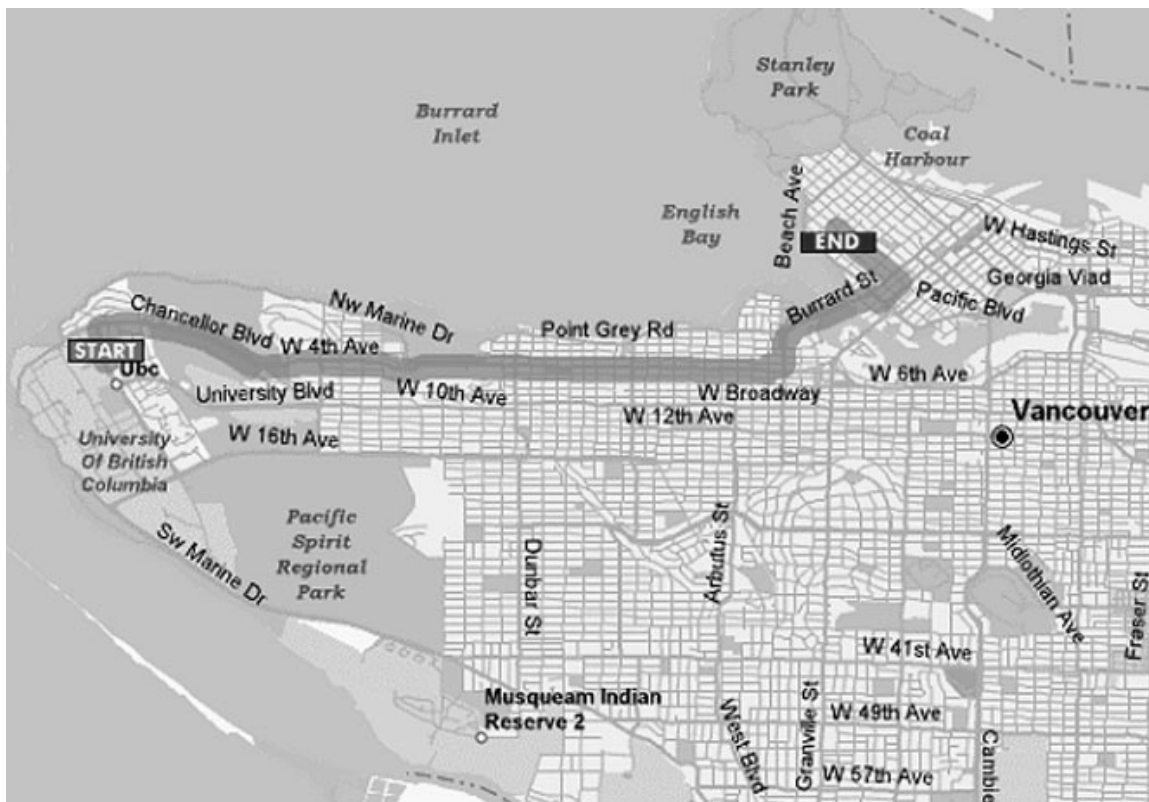 Stanley
Park
Burrard
Inlet
Coal
Harbour
Beach Ave
English
Bay
END
W Hastings St
Georgia Viad
Pacific Blvd
Burrard St
Chancellor Blvd
Nw Marine Dr
Point Grey Rd
START
W 4th Ave
Ubc
University Blvd
W 10th Ave
W Broadway
W 6th Ave
W 12th Ave
Vancouver
W 16th Ave
University
Of British
Columbia
Sw Marine Dr
Pacific
Spirit
Regional
Park
Dunbar St
Arbutus St
Midlothian Ave
Fraser St
W 41st Ave
Musqueam Indian
Reserve 2
West Blvd
Granville St
W 49th Ave
Cambie
W 57th Ave